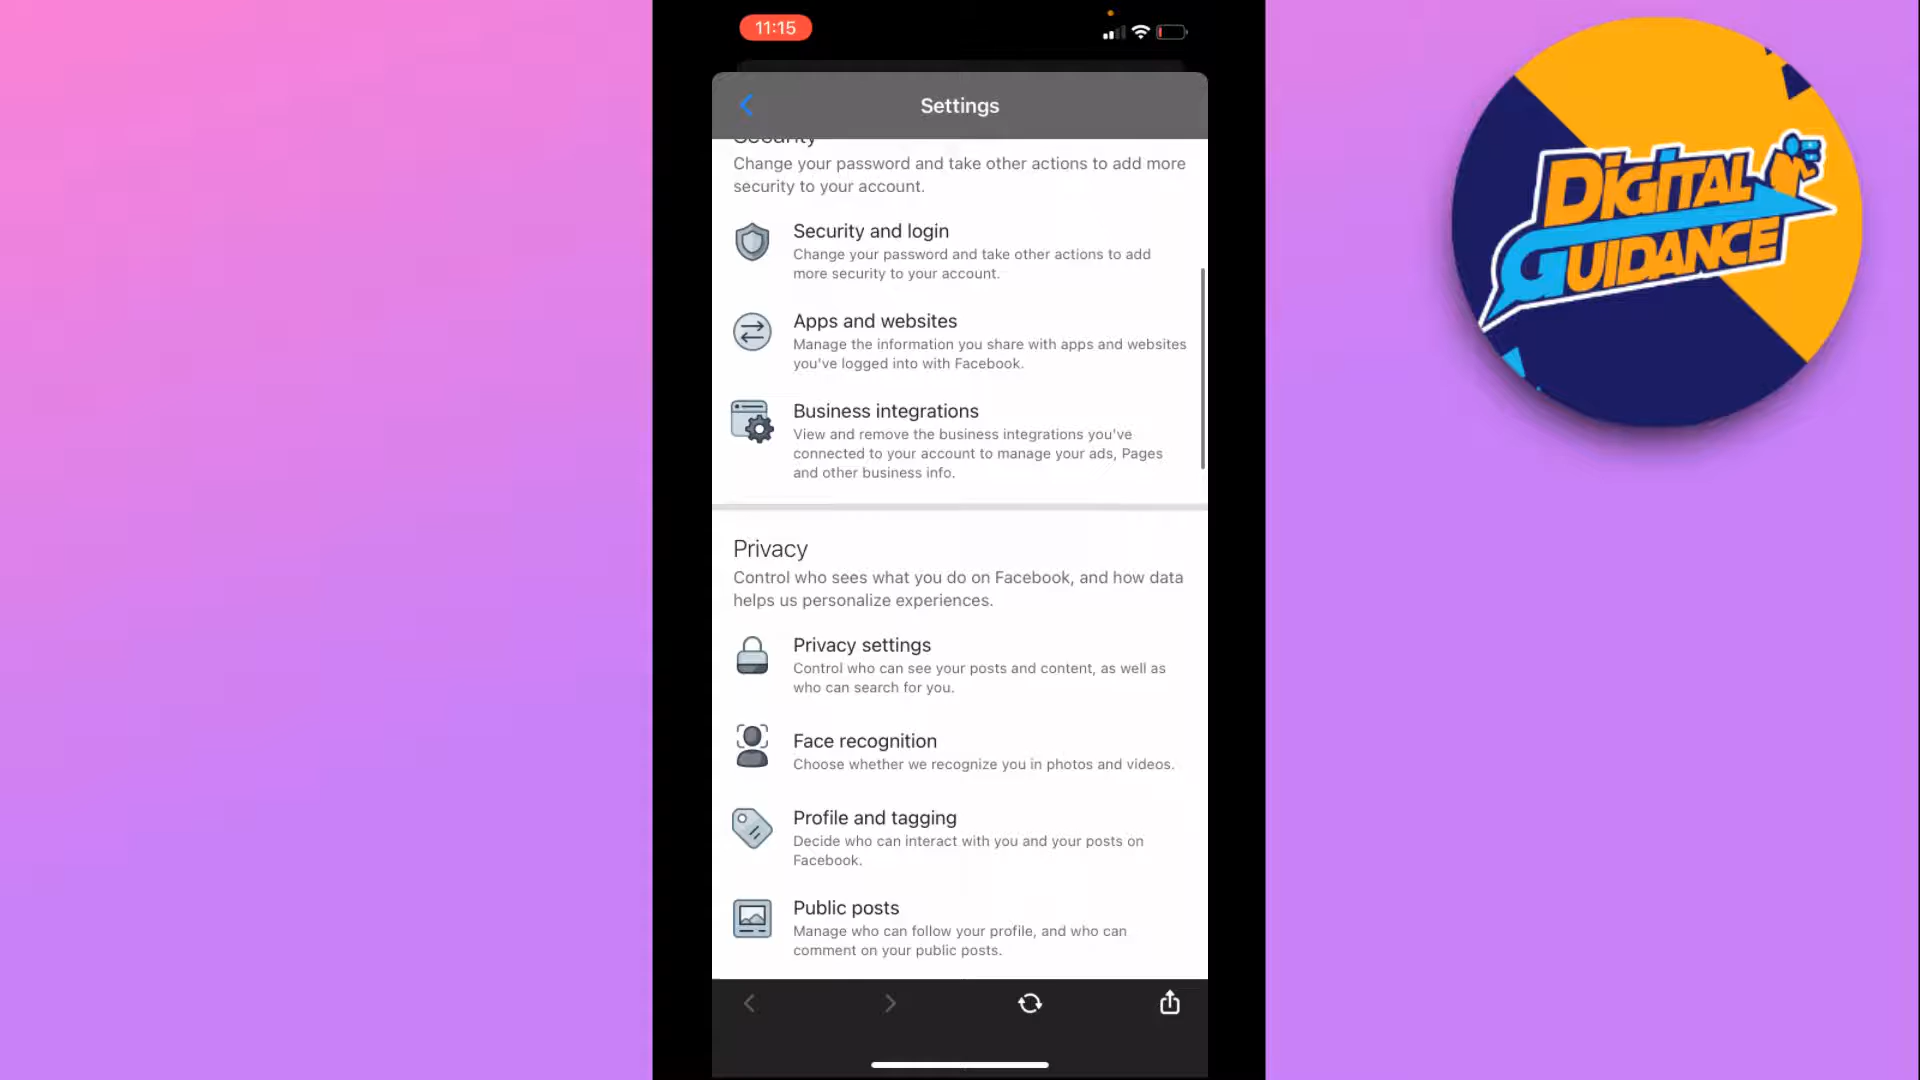 11:15
Settings
Security
Change your password and take other actions to add more
security to your account.
Security and login
Change your password and take other actions to add
more security to your account.
Apps and websites
Manage the information you share with apps and websites
you've logged into with Facebook.
Business integrations
View and remove the business integrations you've
connected to your account to manage your ads, Pages
and other business info.
Privacy
Control who sees what you do on Facebook, and how data
helps us personalize experiences.
Privacy settings
Control who can see your posts and content, as well as
who can search for you.
Face recognition
Choose whether we recognize you in photos and videos.
Profile and tagging
Decide who can interact with you and your posts on
Facebook.
Public posts
Manage who can follow your profile, and who can
comment on your public posts.
DIGITAL
GUIDANCE